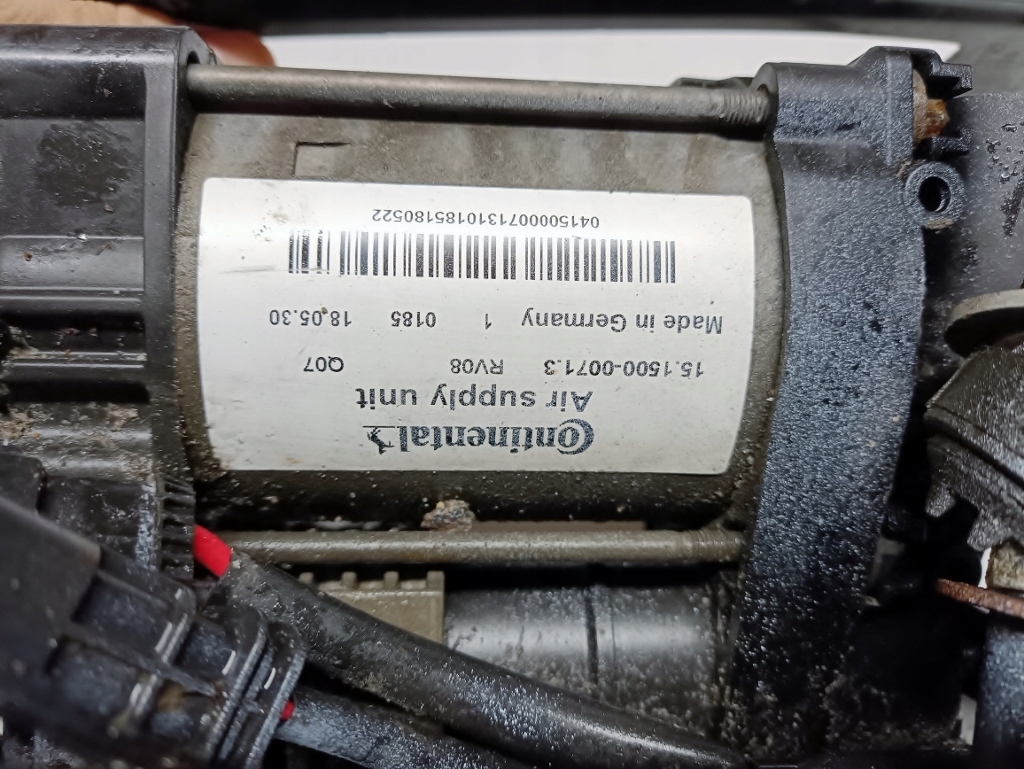 Continental
Air supply unit
15.1500-0071.3 RV08 Q07
Made in Germany 1 0185 18.05.30
0415000071310185180522